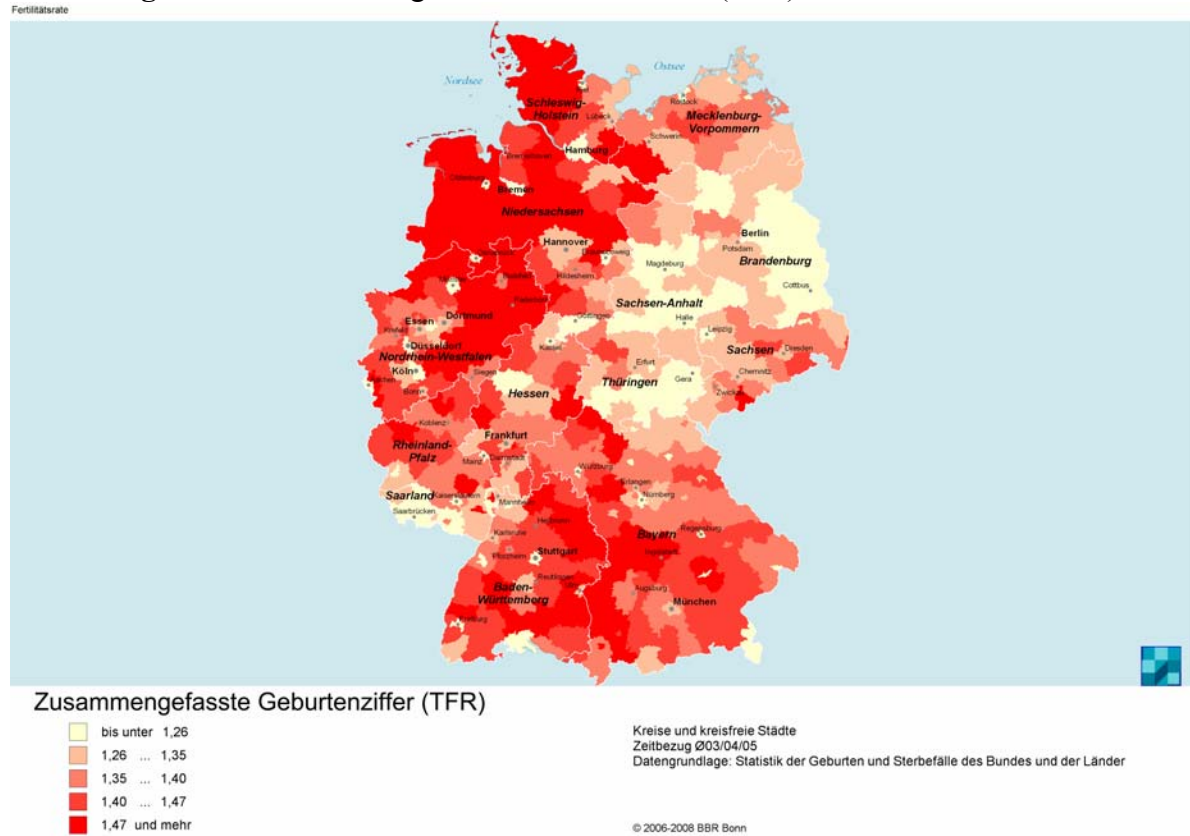 Fertilitätsrate
Nordsee
Ostsee
Kiel
Schleswig-
Holstein
Rostock
Lübeck
Mecklenburg-
Vorpommern
Schwerin
Hamburg
Bremerhaven
Oldenburg
Bremen
Niedersachsen
Berlin
Hannover
Potsdam
Braunschweig
Brandenburg
Magdeburg
Hildesheim
Cottbus
Paderborn
Sachsen-Anhalt
Göttingen
Halle
Essen
Dortmund
Leipzig
Krefeld
Düsseldorf
Kassel
Sachsen
Dresden
Nordrhein-Westfalen
Erfurt
Köln
Siegen
Thüringen
Gera
Chemnitz
Aachen
Bonn
Hessen
Zwickau
Koblenz
Frankfurt
Rheinland-
Pfalz
Mainz
Darmstadt
Würzburg
Erlangen
Saarland
Kaiserslautern
Mannheim
Nürnberg
Saarbrücken
Heilbronn
Karlsruhe
Bayern
Regensburg
Pforzheim
Stuttgart
Ingolstadt
Reutlingen
Baden-
Württemberg
Ulm
Augsburg
München
Freiburg
Zusammengefasste Geburtenziffer (TFR)
bis unter 1,26
1,26 ... 1,35
1,35 ... 1,40
1,40 ... 1,47
1,47 und mehr
Kreise und kreisfreie Städte
Zeitbezug Ø03/04/05
Datengrundlage: Statistik der Geburten und Sterbefälle des Bundes und der Länder
© 2006-2008 BBR Bonn